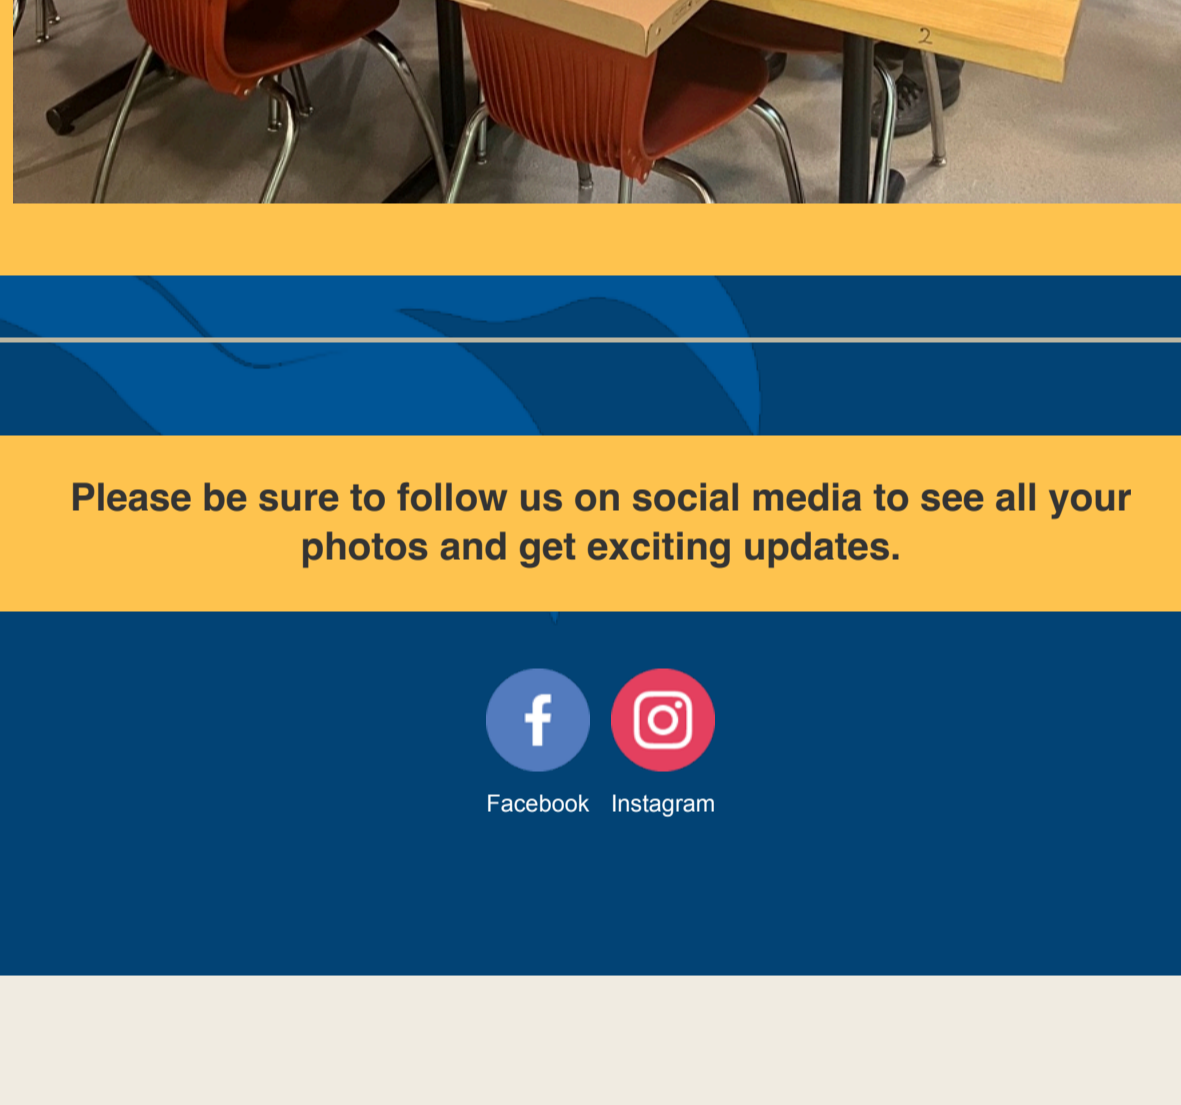 2
Please be sure to follow us on social media to see all your
photos and get exciting updates.
Facebook Instagram